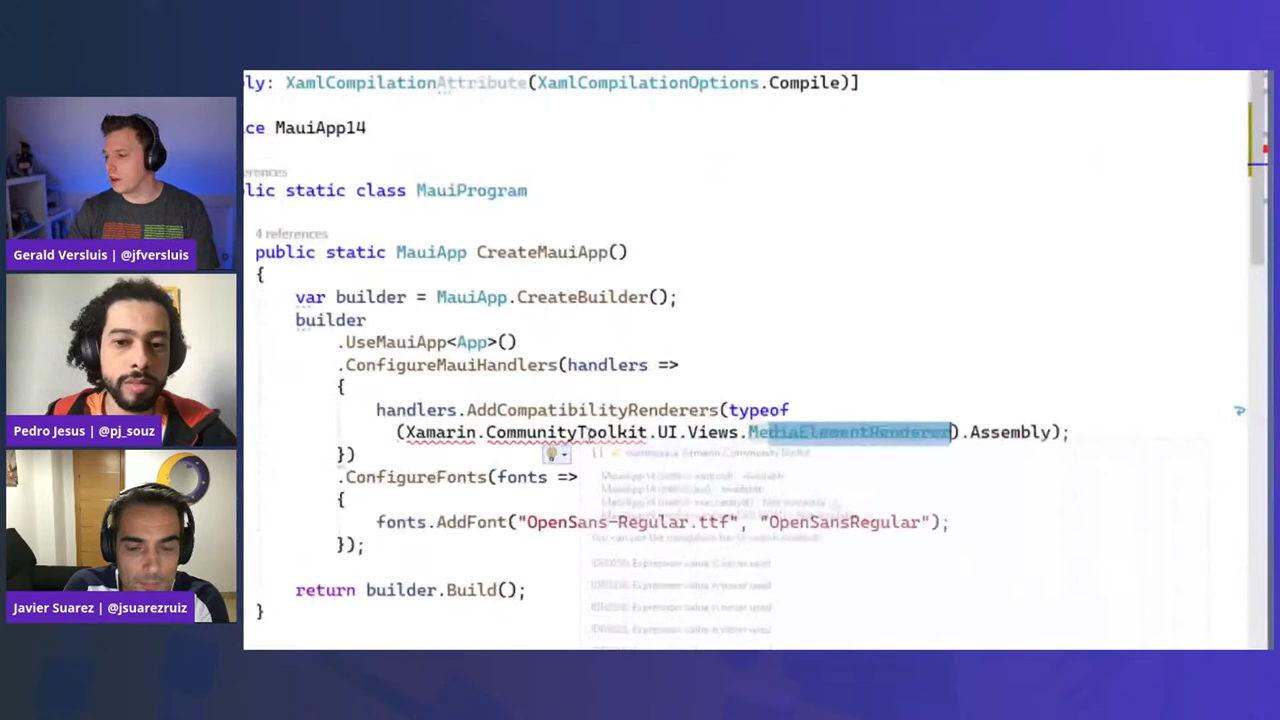 Gerald Versluis | @jfversluis
Pedro Jesus | @pj_souz
Javier Suarez | @jsuarezruiz
ply: XamlCompilationAttribute(XamlCompilationOptions.Compile)]
ce MauiApp14
erences
lic static class MauiProgram
4 references
public static MauiApp CreateMauiApp()
{
var builder = MauiApp.CreateBuilder();
builder
.UseMauiApp<App>()
.ConfigureMauiHandlers(handlers =>
{
handlers.AddCompatibilityRenderers(typeof
(Xamarin.CommunityToolkit.UI.Views.MediaElementRenderer).Assembly);
})
.ConfigureFonts(fonts =>
{
fonts.AddFont("OpenSans-Regular.ttf", "OpenSansRegular");
});
return builder.Build();
}